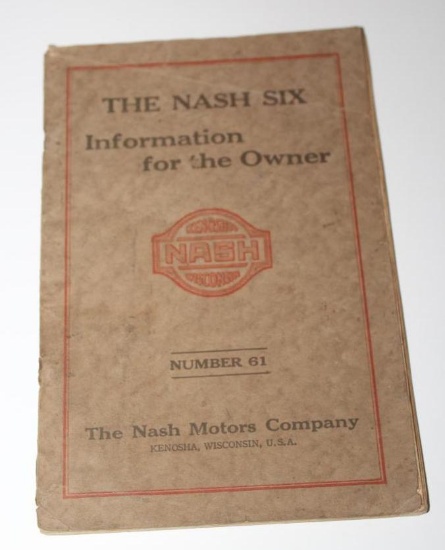 THE NASH SIX
Information
for the Owner
KENOSHA
NASH
WISCONSIN
NUMBER 61
The Nash Motors Company
KENOSHA, WISCONSIN, U.S.A.